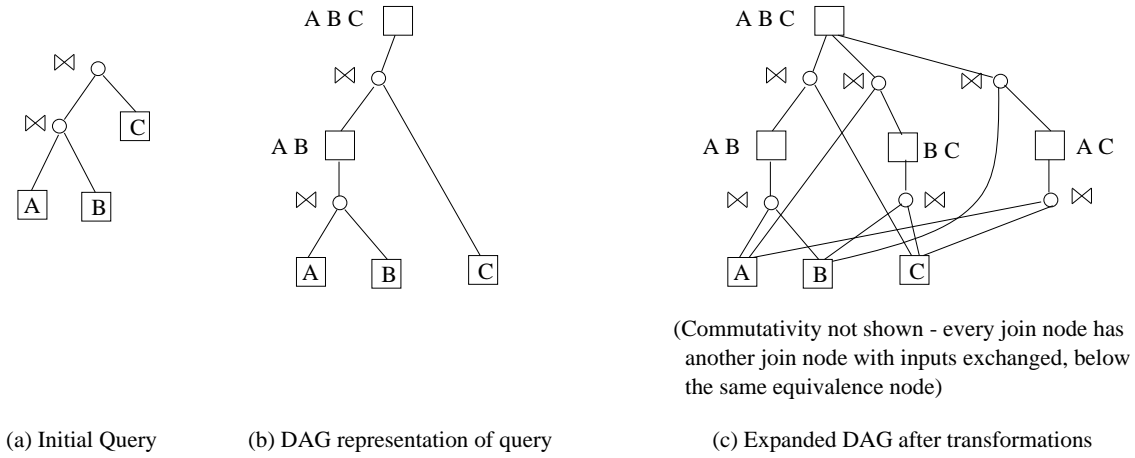 A B C
A B C
⋈
⋈
⋈
⋈
⋈
⋈
C
A B
A B
B C
A C
⋈
⋈
⋈
⋈
A
B
A
B
C
A
B
C
(Commutativity not shown - every join node has
another join node with inputs exchanged, below
the same equivalence node)
(a) Initial Query
(b) DAG representation of query
(c) Expanded DAG after transformations